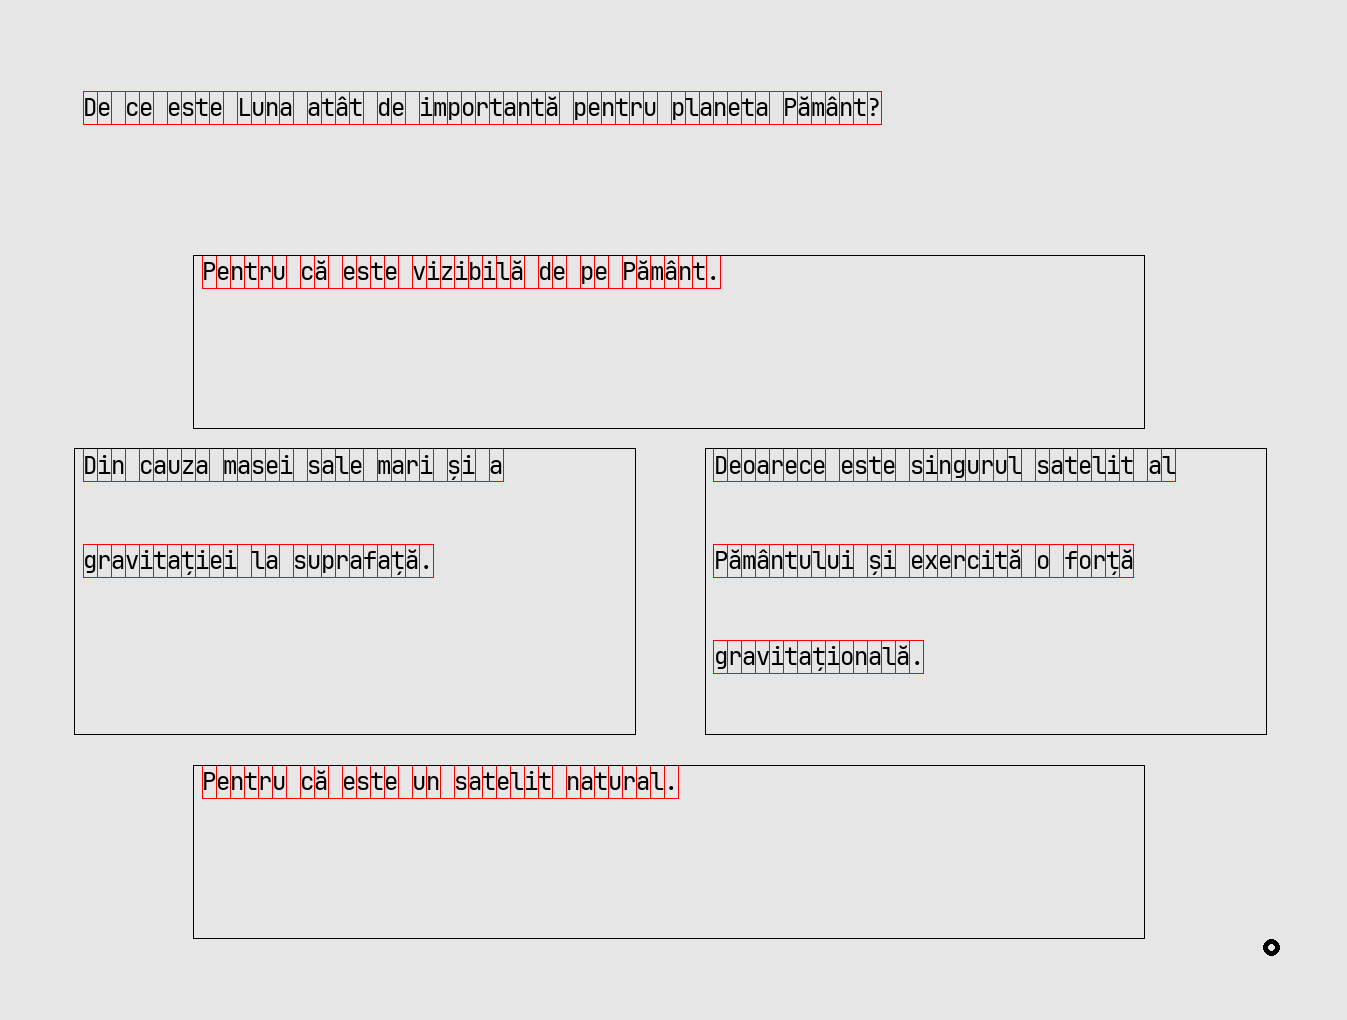 De ce este Luna atât de importantă pentru planeta Pământ?
Pentru că este vizibilă de pe Pământ.
Din cauza masei sale mari și a
gravitației la suprafață.
Deoarece este singurul satelit al
Pământului și exercită o forță
gravitațională.
Pentru că este un satelit natural.